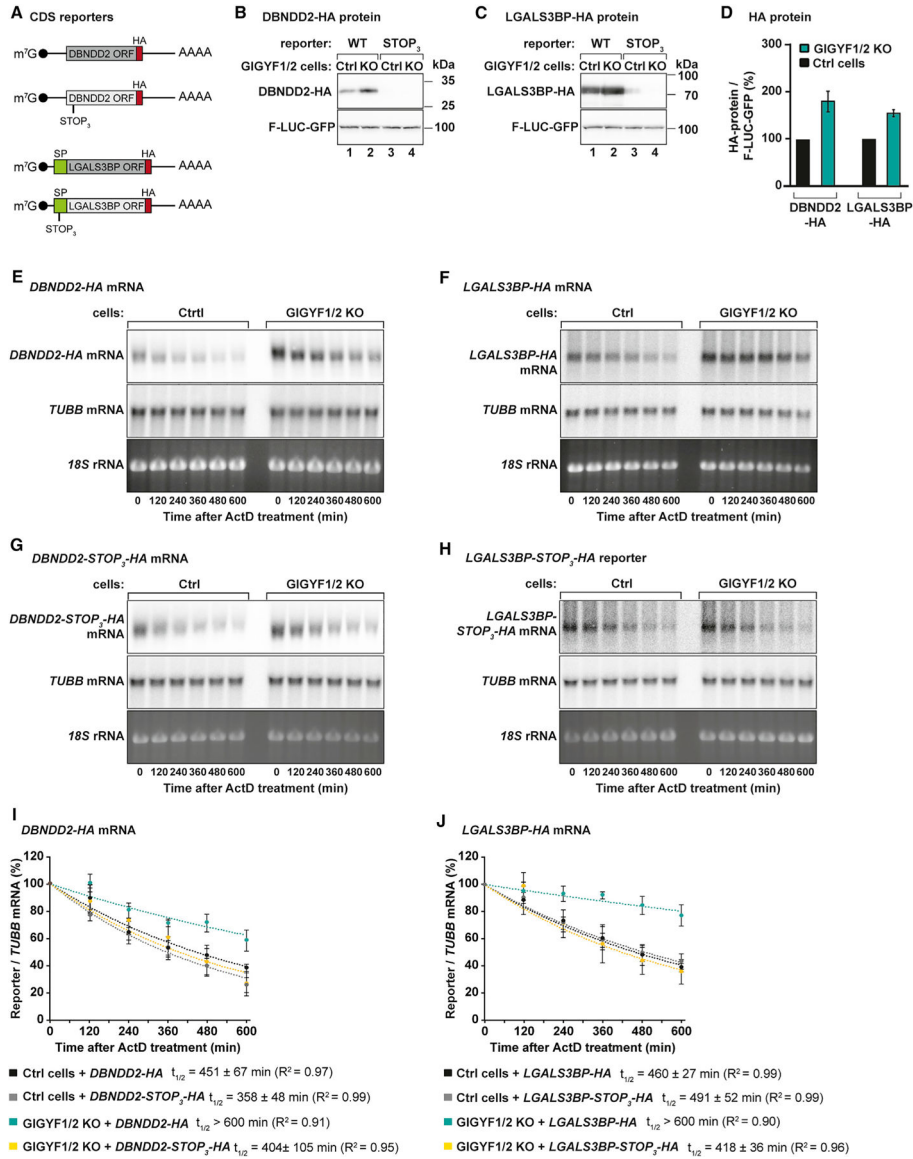 A CDS reporters
HA
m⁷G DBNDD2 ORF AAAA
HA
m⁷G DBNDD2 ORF AAAA
STOP₃
SP HA
m⁷G LGALS3BP ORF AAAA
SP HA
m⁷G LGALS3BP ORF AAAA
STOP₃
B DBNDD2-HA protein
reporter: WT STOP₃
GIGYF1/2 cells: Ctrl KO Ctrl KO kDa
DBNDD2-HA
35
25
F-LUC-GFP 100
1 2 3 4
C LGALS3BP-HA protein
reporter: WT STOP₃
GIGYF1/2 cells: Ctrl KO Ctrl KO kDa
100
LGALS3BP-HA 70
F-LUC-GFP 100
1 2 3 4
D HA protein
GIGYF1/2 KO
Ctrl cells
HA-protein / F-LUC-GFP (%)
300
200
100
0
DBNDD2 -HA LGALS3BP -HA
E DBNDD2-HA mRNA
cells: Ctrtl GIGYF1/2 KO
DBNDD2-HA mRNA
TUBB mRNA
18S rRNA
0 120 240 360 480 600 0 120 240 360 480 600
Time after ActD treatment (min)
F LGALS3BP-HA mRNA
cells: Ctrl GIGYF1/2 KO
LGALS3BP-HA
mRNA
TUBB mRNA
18S rRNA
0 120 240 360 480 600 0 120 240 360 480 600
Time after ActD treatment (min)
G DBNDD2-STOP₃-HA mRNA
cells: Ctrl GIGYF1/2 KO
DBNDD2-STOP₃-HA
mRNA
TUBB mRNA
18S rRNA
0 120 240 360 480 600 0 120 240 360 480 600
Time after ActD treatment (min)
H LGALS3BP-STOP₃-HA reporter
cells: Ctrl GIGYF1/2 KO
LGALS3BP-
STOP₃-HA mRNA
TUBB mRNA
18S rRNA
0 120 240 360 480 600 0 120 240 360 480 600
Time after ActD treatment (min)
I DBNDD2-HA mRNA
Reporter / TUBB mRNA (%)
120
100
80
60
40
20
0
0 120 240 360 480 600
Time after ActD treatment (min)
Ctrl cells + DBNDD2-HA t1/2 = 451 ± 67 min (R² = 0.97)
Ctrl cells + DBNDD2-STOP₃-HA t1/2 = 358 ± 48 min (R² = 0.99)
GIGYF1/2 KO + DBNDD2-HA t1/2 > 600 min (R² = 0.91)
GIGYF1/2 KO + DBNDD2-STOP₃-HA t1/2 = 404± 105 min (R² = 0.95)
J LGALS3BP-HA mRNA
Reporter / TUBB mRNA (%)
120
100
80
60
40
20
0
0 120 240 360 480 600
Time after ActD treatment (min)
Ctrl cells + LGALS3BP-HA t1/2 = 460 ± 27 min (R² = 0.99)
Ctrl cells + LGALS3BP-STOP₃-HA t1/2 = 491 ± 52 min (R² = 0.99)
GIGYF1/2 KO + LGALS3BP-HA t1/2 > 600 min (R² = 0.90)
GIGYF1/2 KO + LGALS3BP-STOP₃-HA t1/2 = 418 ± 36 min (R² = 0.96)